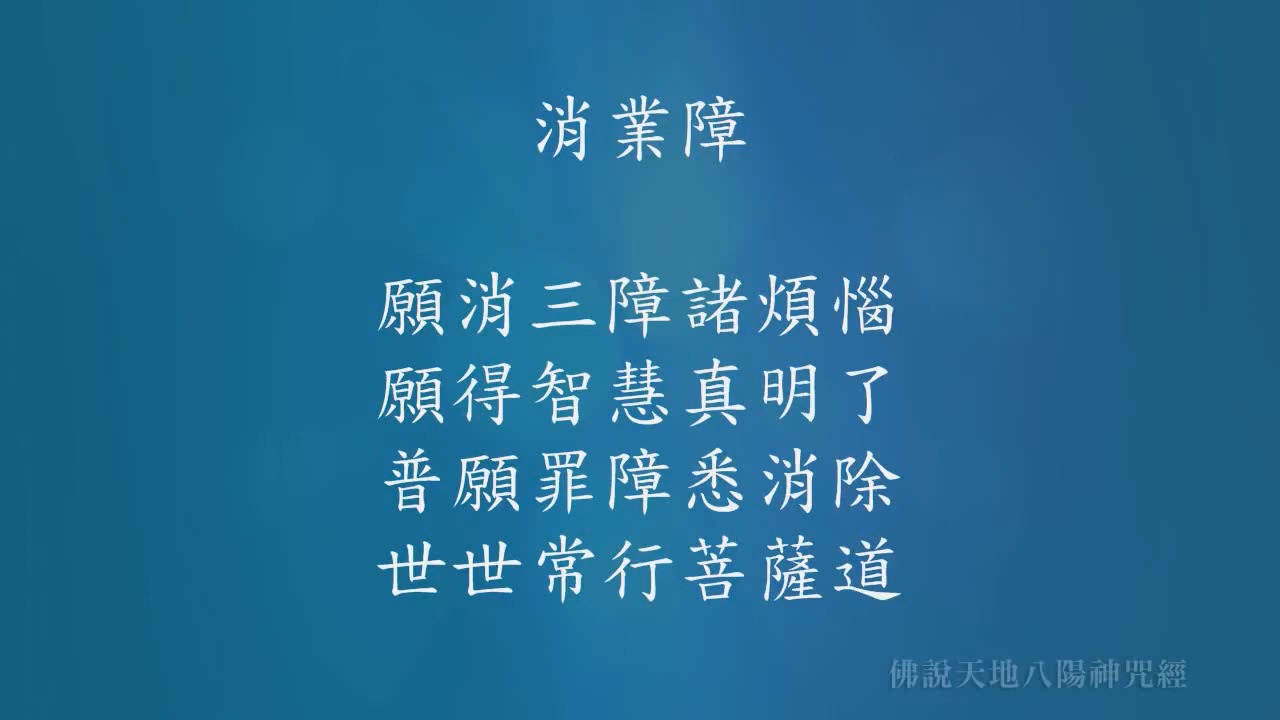 消業障
願消三障諸煩惱
願得智慧真明了
普願罪障悉消除
世世常行菩薩道
佛說天地八陽神咒經